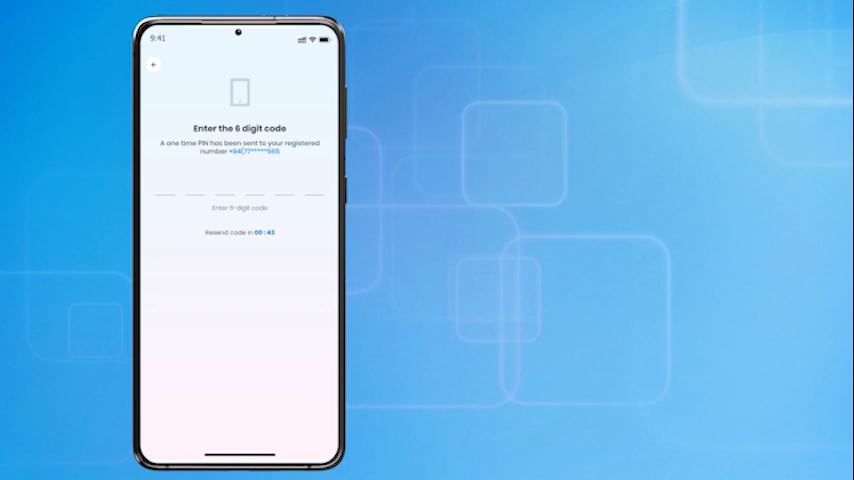 9:41
Enter the 6 digit code
A one time PIN has been sent to your registered
number +94(77*****565
Enter 6-digit code
Resend code in 00 : 43